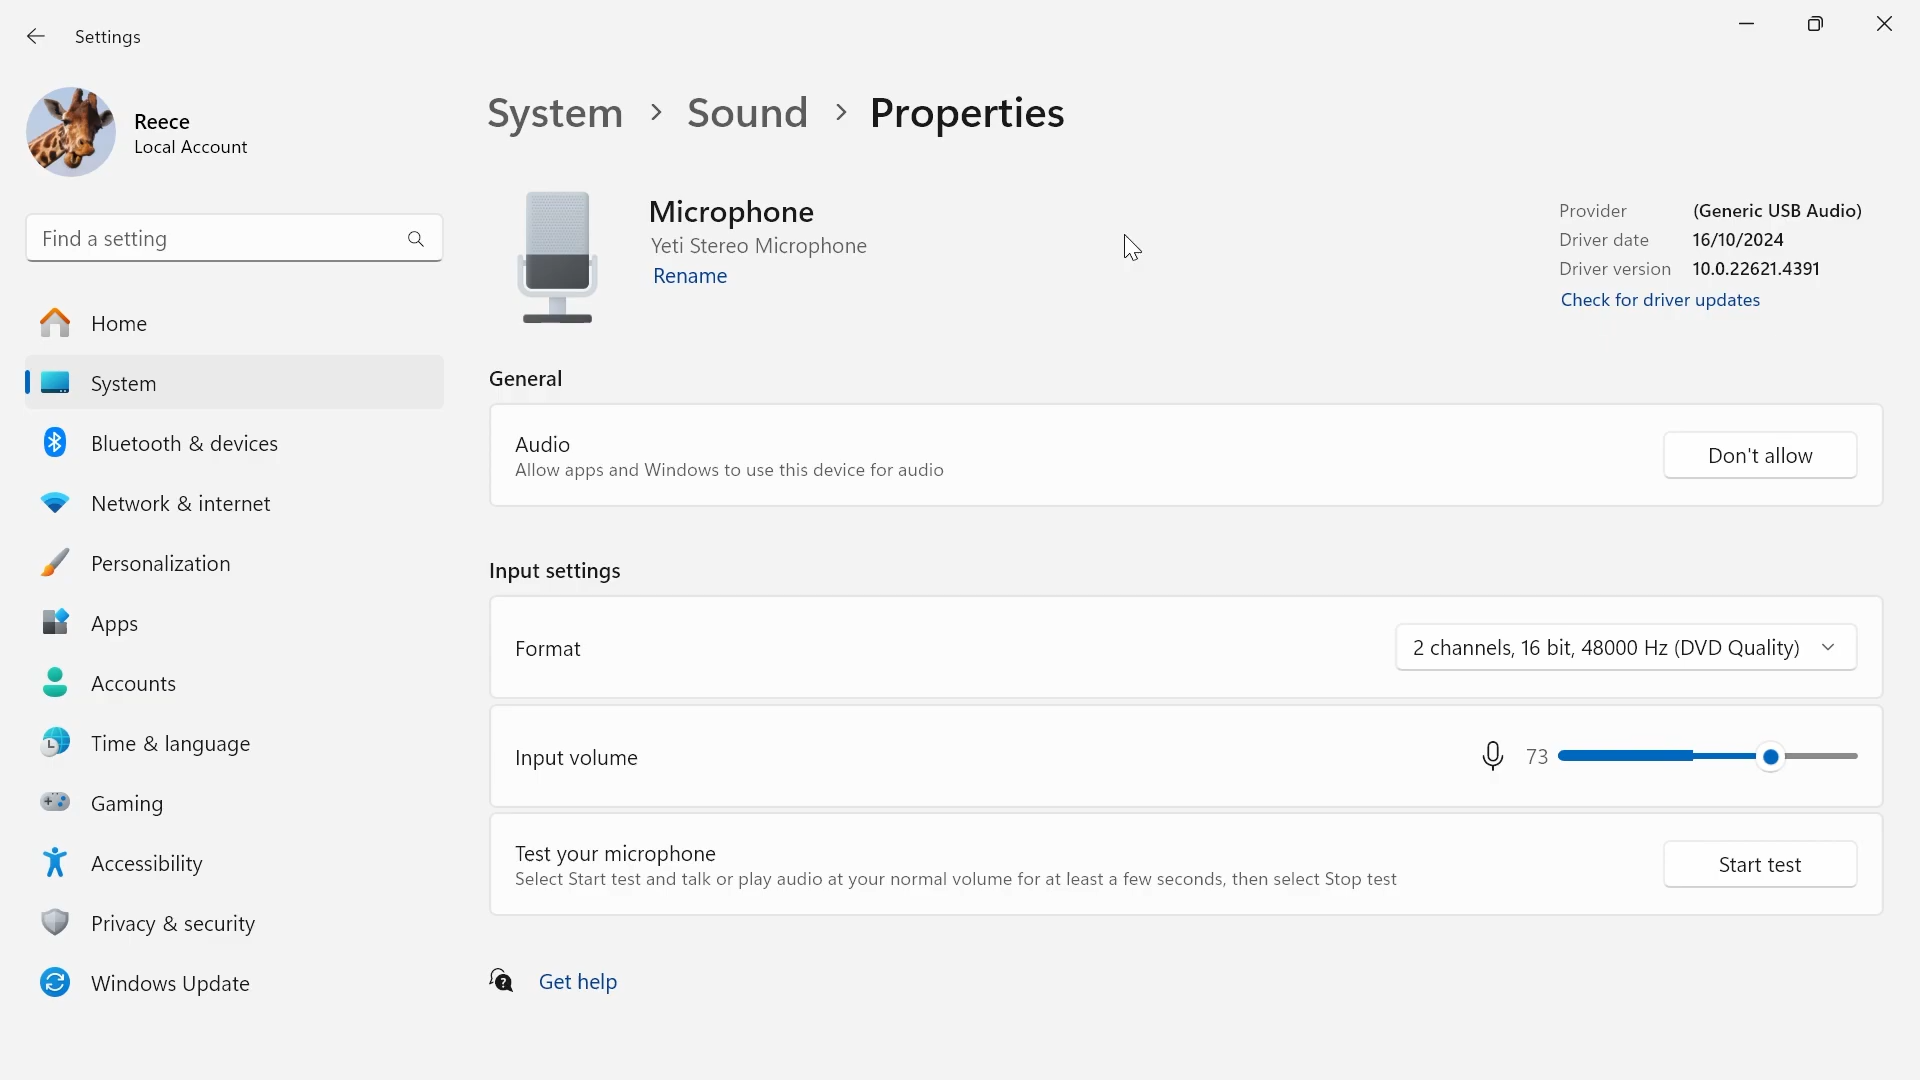 Settings
Reece
Local Account
Find a setting
Home
System
Bluetooth & devices
Network & internet
Personalization
Apps
Accounts
Time & language
Gaming
Accessibility
Privacy & security
Windows Update
System > Sound > Properties
Microphone
Yeti Stereo Microphone
Rename
Provider (Generic USB Audio)
Driver date 16/10/2024
Driver version 10.0.22621.4391
Check for driver updates
General
Audio
Allow apps and Windows to use this device for audio
Don't allow
Input settings
Format 2 channels, 16 bit, 48000 Hz (DVD Quality)
Input volume 73
Test your microphone
Select Start test and talk or play audio at your normal volume for at least a few seconds, then select Stop test
Start test
Get help